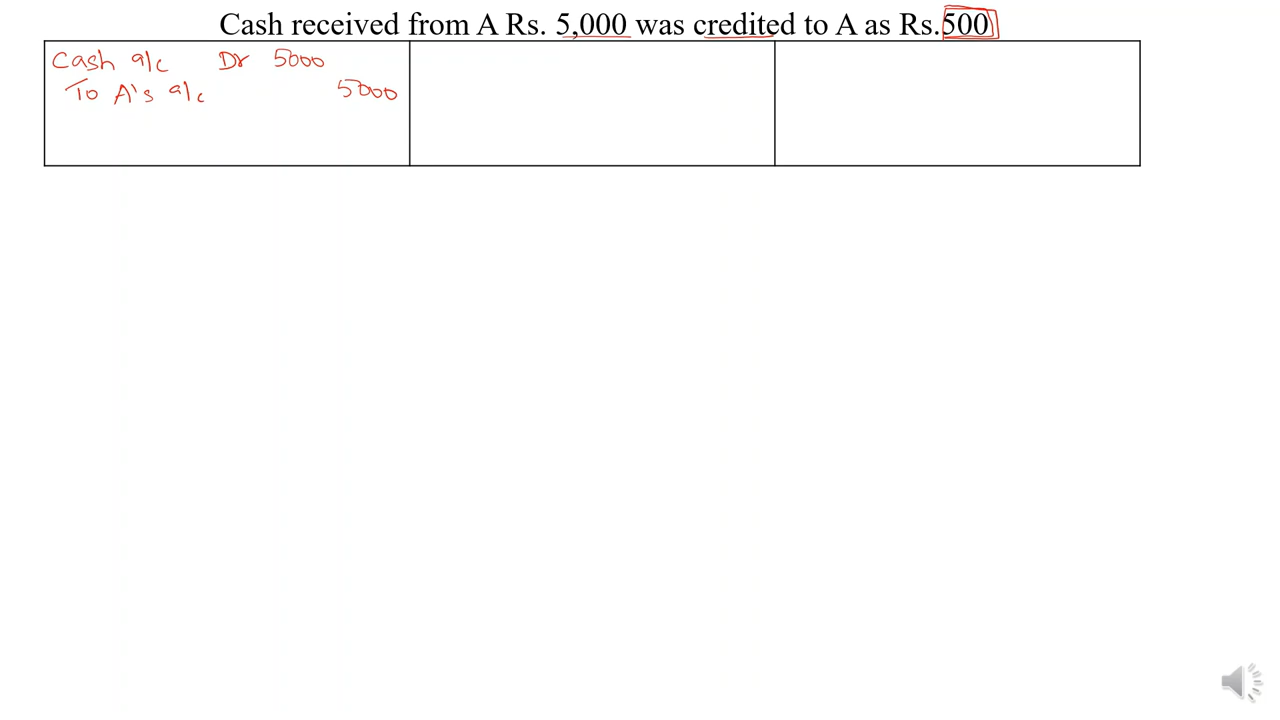 Cash received from A Rs. 5,000 was credited to A as Rs.500
Cash a/c Dr 5000
To A's a/c 5000